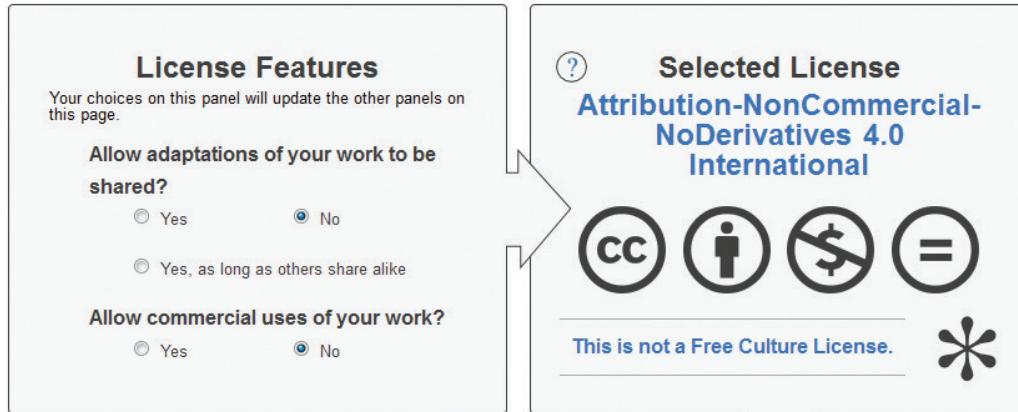 License Features
Your choices on this panel will update the other panels on
this page.
Allow adaptations of your work to be
shared?
Yes
No
Yes, as long as others share alike
Allow commercial uses of your work?
Yes
No
?
Selected License
Attribution-NonCommercial-
NoDerivatives 4.0
International
cc
$
=
This is not a Free Culture License.